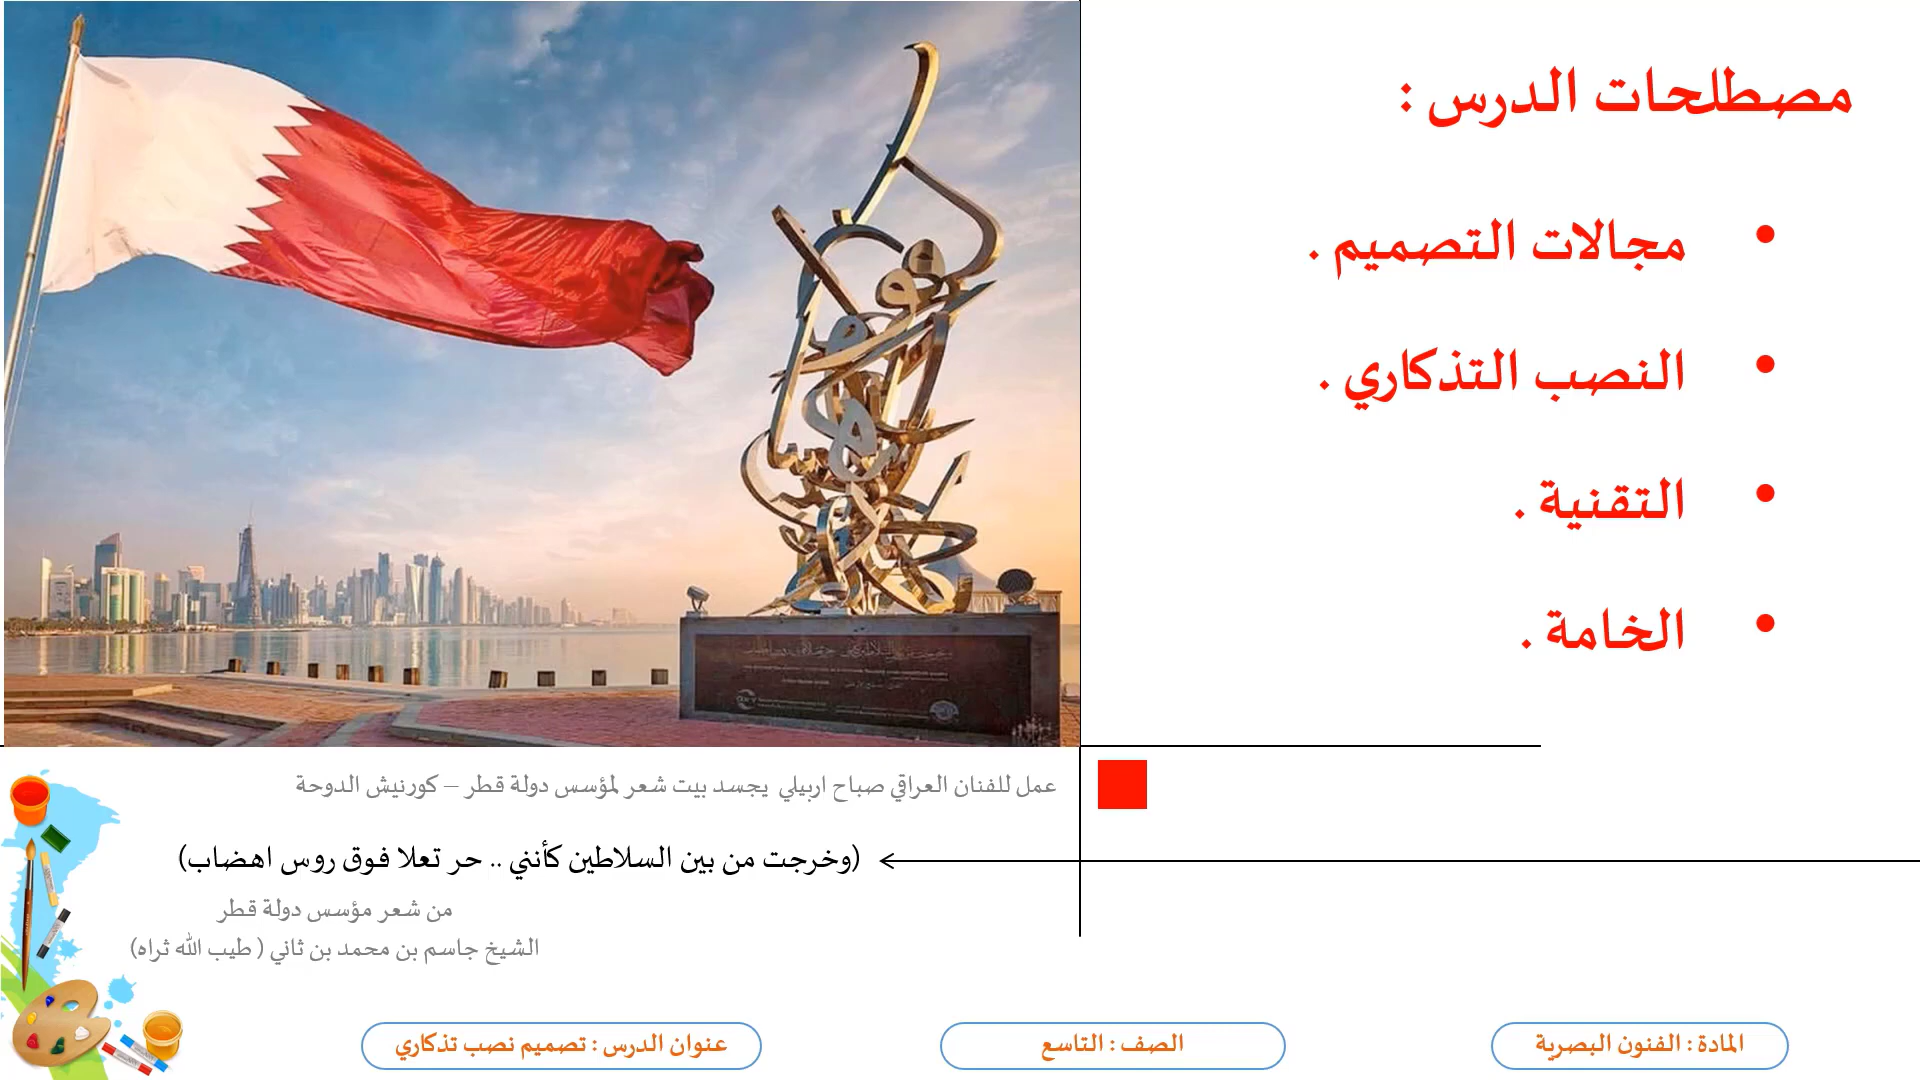 مصطلحات الدرس :
• مجالات التصميم .
• النصب التذكاري .
• التقنية .
• الخامة .
عمل للفنان العراقي صباح اربيلي يجسد بيت شعر لمؤسس دولة قطر – كورنيش الدوحة
(وخرجت من بين السلاطين كأنني .. حر تعلا فوق روس اهضاب)
من شعر مؤسس دولة قطر
الشيخ جاسم بن محمد بن ثاني ( طيب الله ثراه)
المادة : الفنون البصرية
الصف : التاسع
عنوان الدرس : تصميم نصب تذكاري